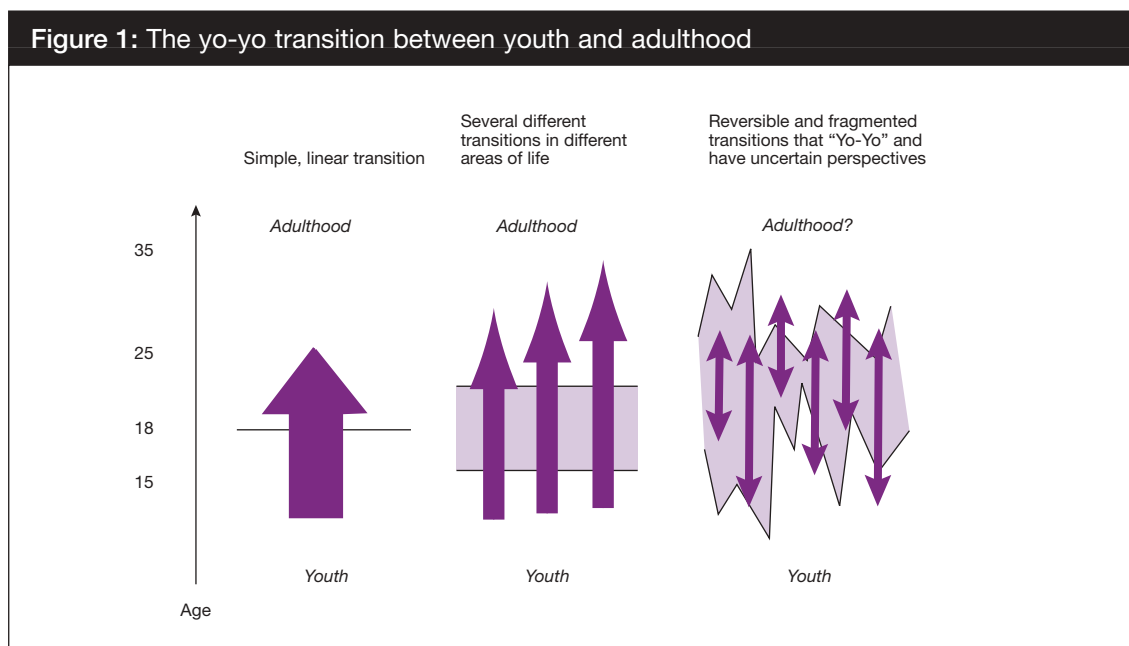 Figure 1: The yo-yo transition between youth and adulthood
Simple, linear transition
Several different
transitions in different
areas of life
Reversible and fragmented
transitions that “Yo-Yo” and
have uncertain perspectives
Adulthood
Adulthood
Adulthood?
35
25
18
15
Youth
Youth
Youth
Age